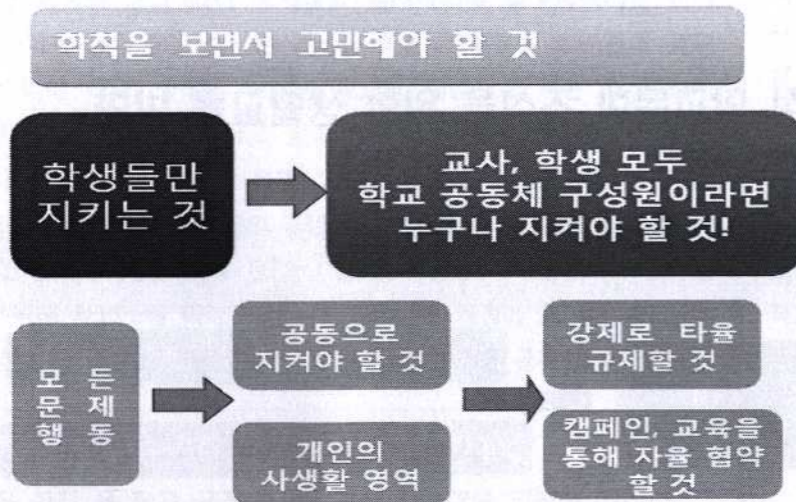 학칙을 보면서 고민해야 할 것
학생들만
지키는 것
교사, 학생 모두
학교 공동체 구성원이라면
누구나 지켜야 할 것!
모 든
문 제
행 동
공동으로
지켜야 할 것
개인의
사생활 영역
강제로 타율
규제할 것
캠페인, 교육을
통해 자율 협약
할 것